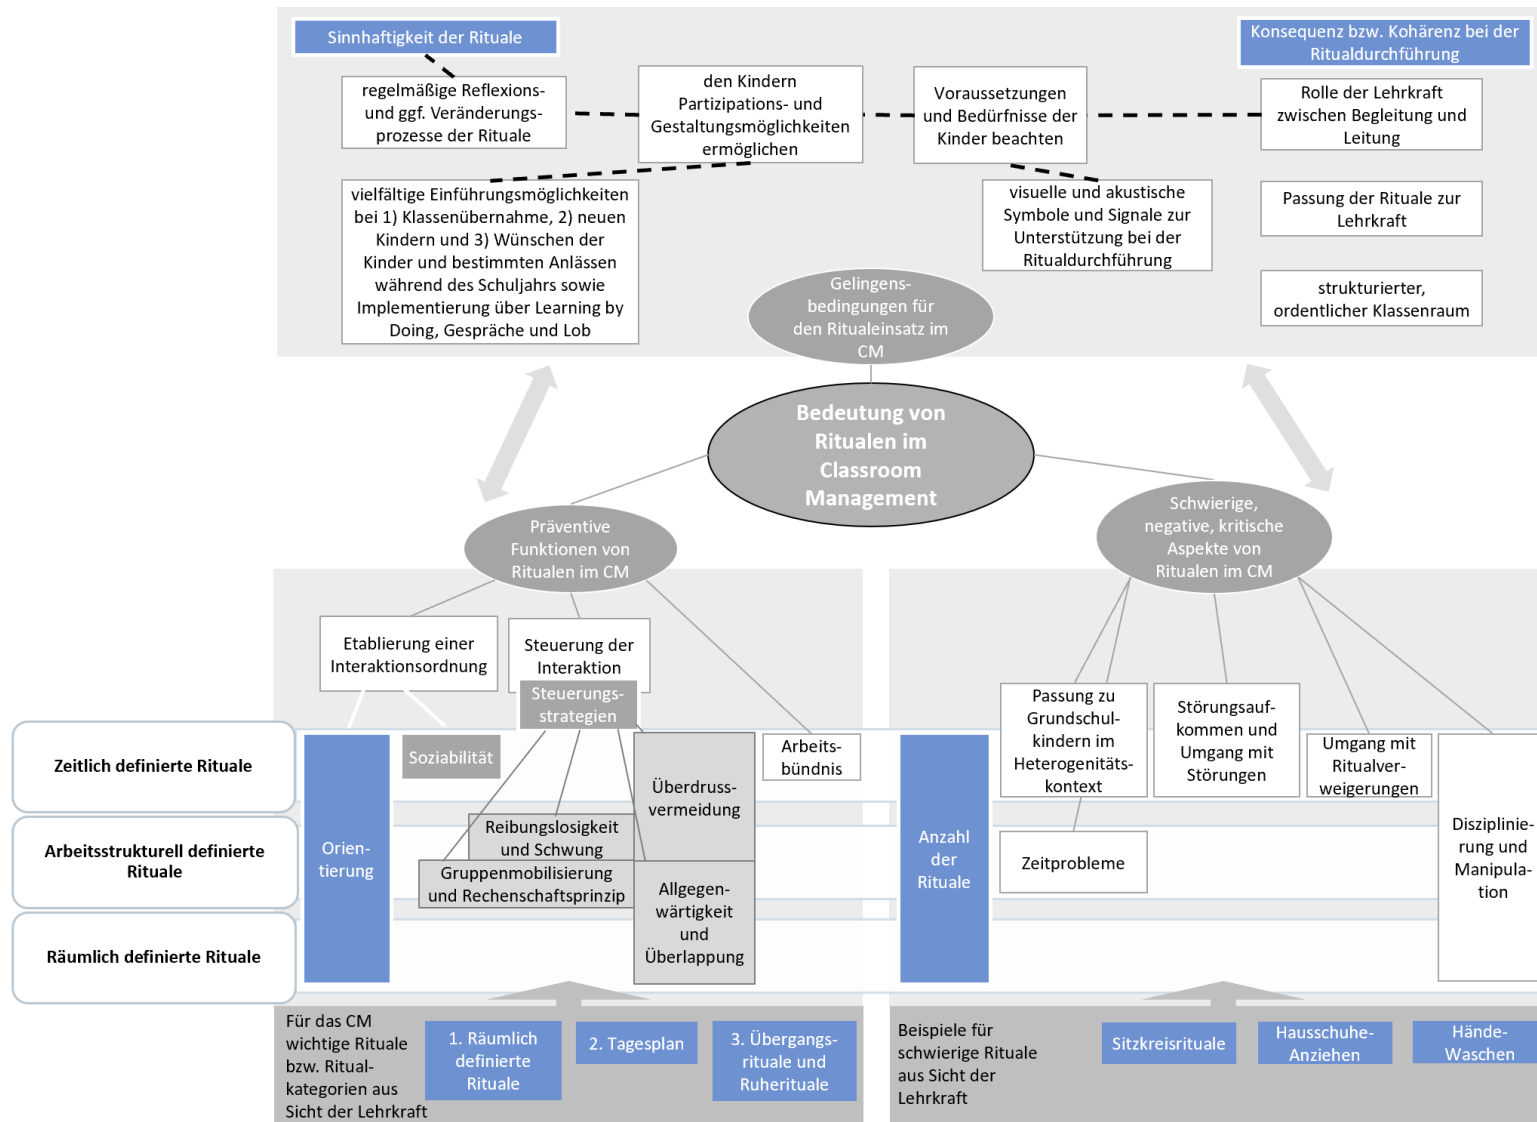 Sinnhaftigkeit der Rituale
Konsequenz bzw. Kohärenz bei der
Ritualdurchführung
regelmäßige Reflexions-
und ggf. Veränderungs-
prozesse der Rituale
den Kindern
Partizipations- und
Gestaltungsmöglichkeiten
ermöglichen
Voraussetzungen
und Bedürfnisse der
Kinder beachten
Rolle der Lehrkraft
zwischen Begleitung und
Leitung
vielfältige Einführungsmöglichkeiten
bei 1) Klassenübernahme, 2) neuen
Kindern und 3) Wünschen der
Kinder und bestimmten Anlässen
während des Schuljahrs sowie
Implementierung über Learning by
Doing, Gespräche und Lob
visuelle und akustische
Symbole und Signale zur
Unterstützung bei der
Ritualdurchführung
Passung der Rituale zur
Lehrkraft
strukturierter,
ordentlicher Klassenraum
Gelingens-
bedingungen für
den Ritualeinsatz im
CM
Bedeutung von
Ritualen im
Classroom
Management
Präventive
Funktionen von
Ritualen im CM
Schwierige,
negative, kritische
Aspekte von
Ritualen im CM
Etablierung einer
Interaktionsordnung
Steuerung der
Interaktion
Steuerungs-
strategien
Passung zu
Grundschul-
kindern im
Heterogenitäts-
kontext
Störungsauf-
kommen und
Umgang mit
Störungen
Umgang mit
Ritualver-
weigerungen
Zeitlich definierte Rituale
Soziabilität
Überdruss-
vermeidung
Arbeits-
bündnis
Arbeitsstrukturell definierte
Rituale
Orien-
tierung
Reibungslosigkeit
und Schwung
Gruppenmobilisierung
und Rechenschaftsprinzip
Allgegen-
wärtigkeit
und
Überlappung
Anzahl
der
Rituale
Zeitprobleme
Disziplinie-
rung und
Manipula-
tion
Räumlich definierte Rituale
Für das CM
wichtige Rituale
bzw. Ritual-
kategorien aus
Sicht der Lehrkraft
1. Räumlich
definierte
Rituale
2. Tagesplan
3. Übergangs-
rituale und
Ruherituale
Beispiele für
schwierige Rituale
aus Sicht der
Lehrkraft
Sitzkreisrituale
Hausschuhe-
Anziehen
Hände-
Waschen